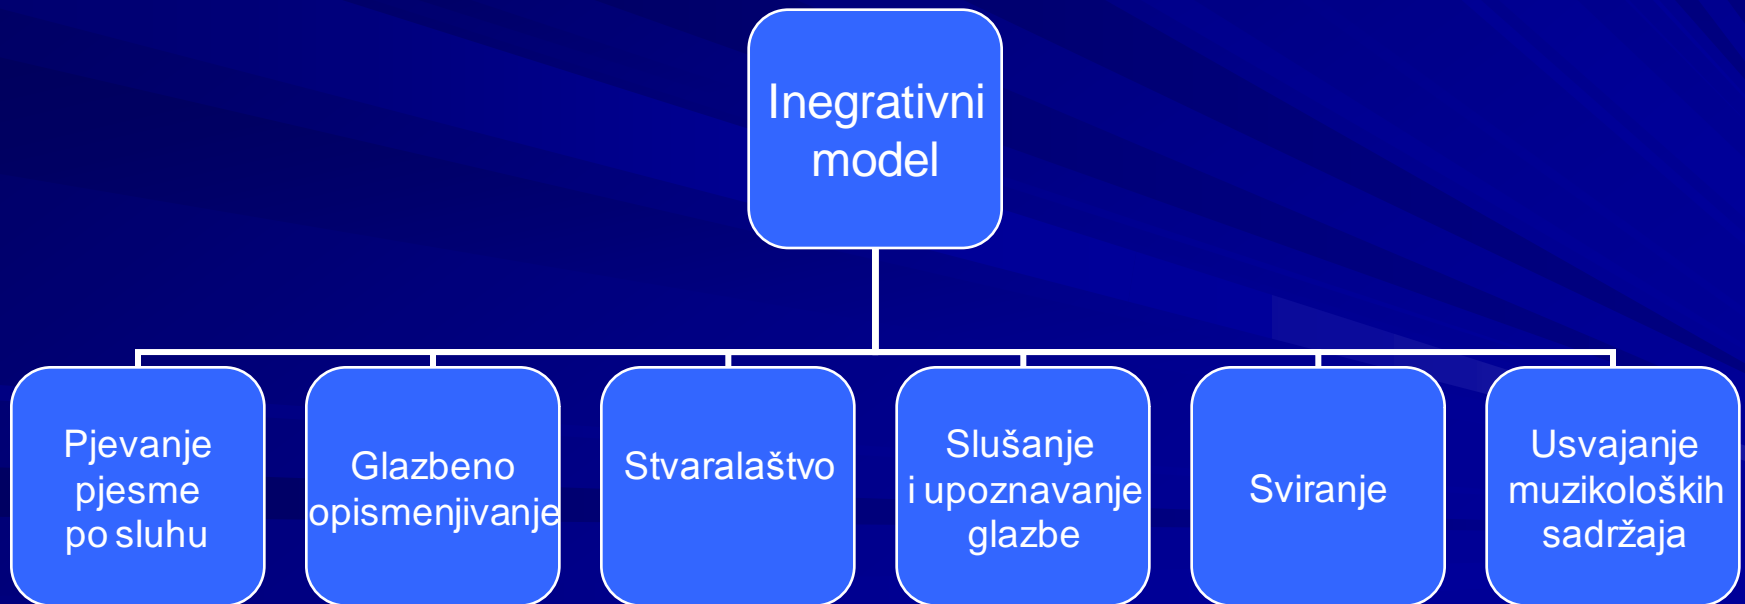 Inegrativni
model
Pjevanje
pjesme
po sluhu
Glazbeno
opismenjivanje
Stvaralaštvo
Slušanje
i upoznavanje
glazbe
Sviranje
Usvajanje
muzikoloških
sadržaja